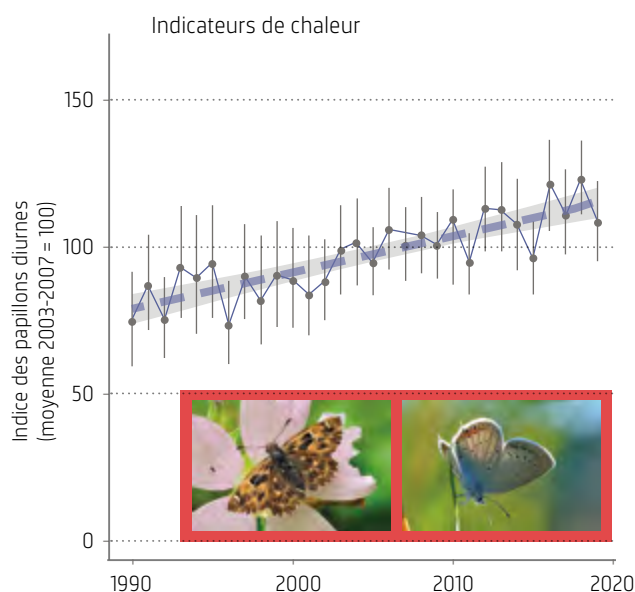 Indicateurs de chaleur
Indice des papillons diurnes
(moyenne 2003-2007 = 100)
150
100
50
0
1990
2000
2010
2020